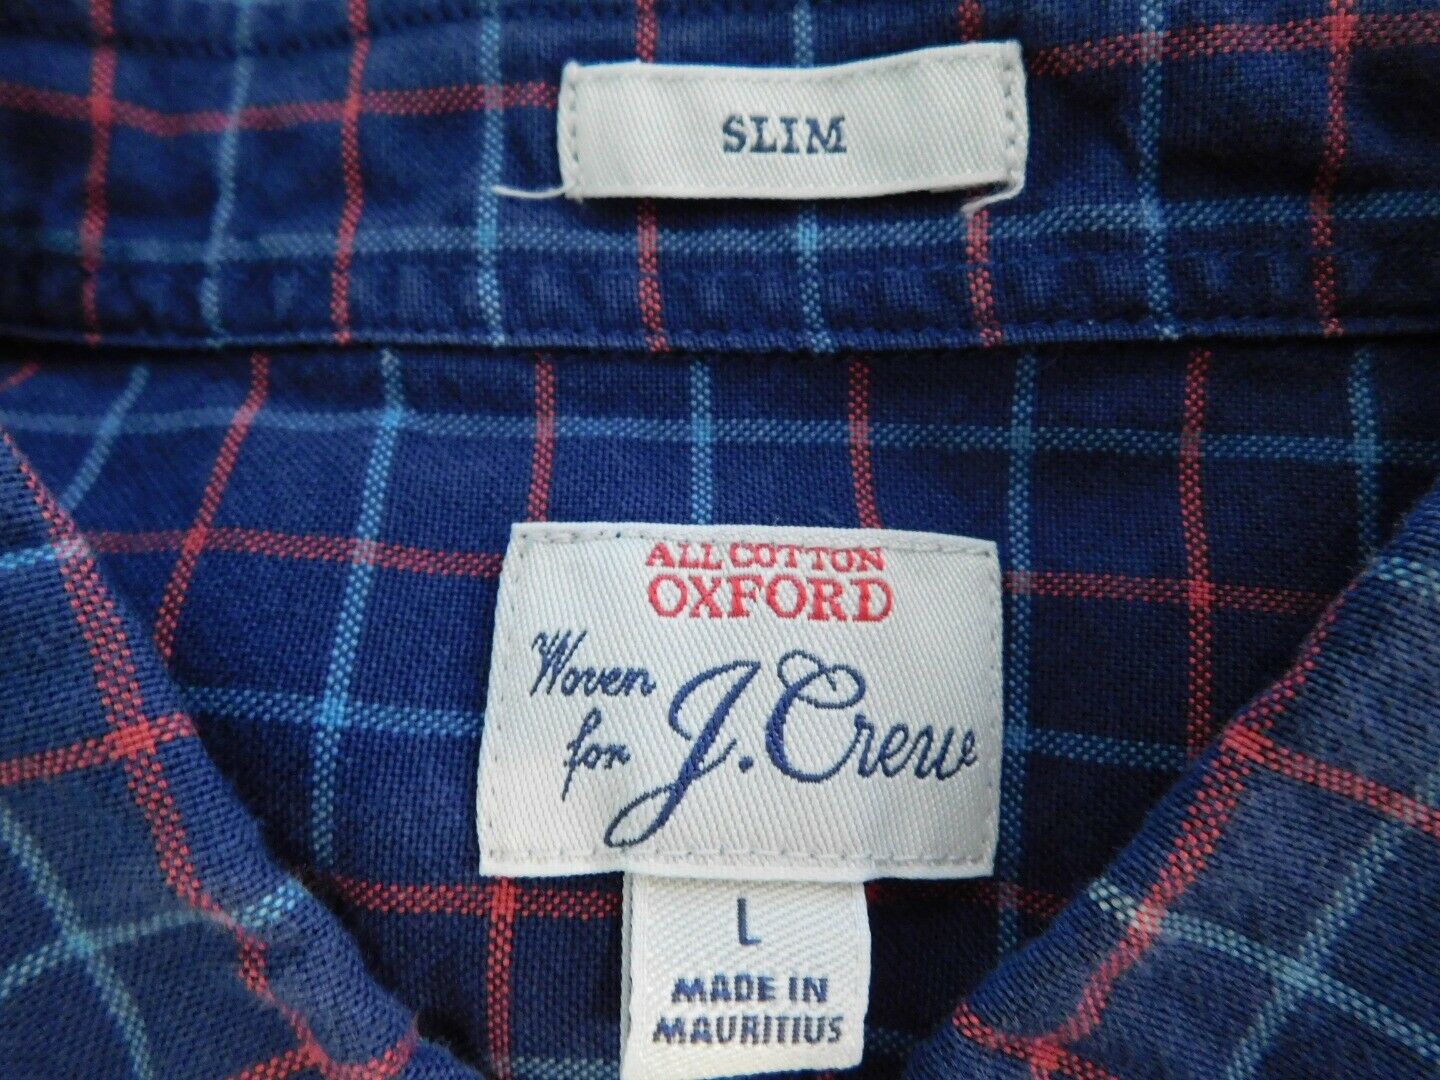 SLIM
ALL COTTON
OXFORD
Woven
for J.Crew
L
MADE IN
MAURITIUS